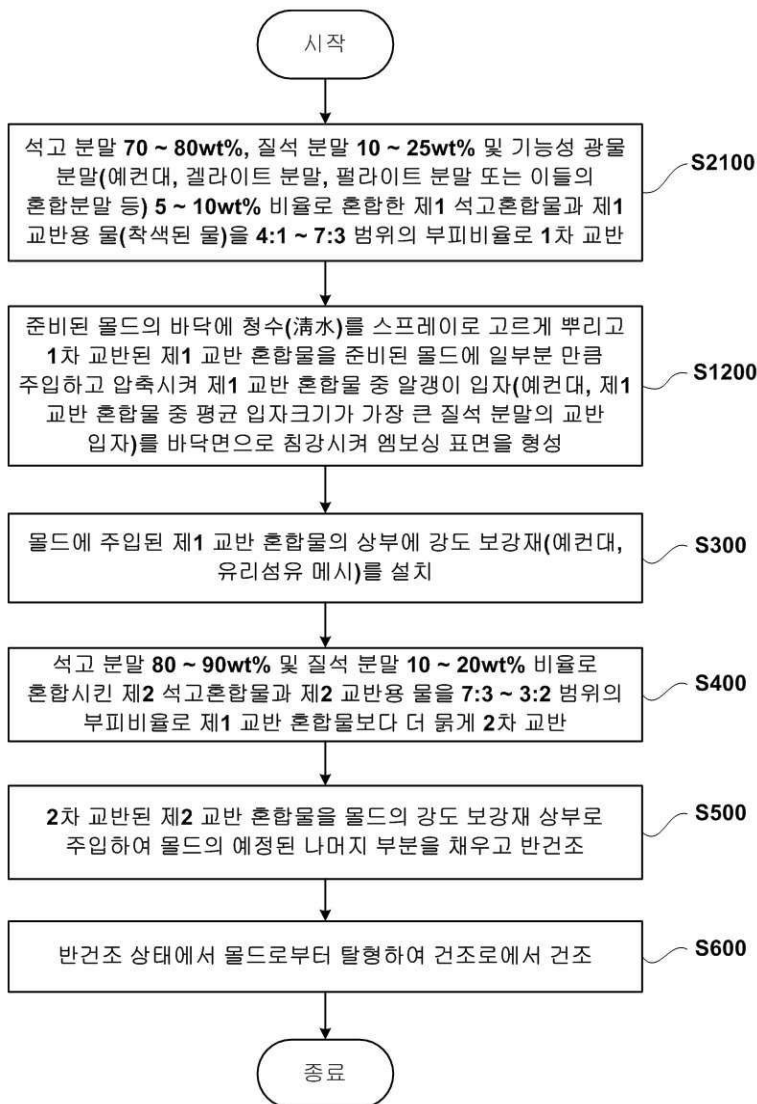 시작
석고 분말 70 ~ 80wt%, 질석 분말 10 ~ 25wt% 및 기능성 광물
분말(예컨대, 겔라이트 분말, 펄라이트 분말 또는 이들의
혼합분말 등) 5 ~ 10wt% 비율로 혼합한 제1 석고혼합물과 제1
교반용 물(착색된 물)을 4:1 ~ 7:3 범위의 부피비율로 1차 교반
S2100
준비된 몰드의 바닥에 청수(淸水)를 스프레이로 고르게 뿌리고
1차 교반된 제1 교반 혼합물을 준비된 몰드에 일부분 만큼
주입하고 압축시켜 제1 교반 혼합물 중 알갱이 입자(예컨대, 제1
교반 혼합물 중 평균 입자크기가 가장 큰 질석 분말의 교반
입자)를 바닥면으로 침강시켜 엠보싱 표면을 형성
S1200
몰드에 주입된 제1 교반 혼합물의 상부에 강도 보강재(예컨대,
유리섬유 메시)를 설치
S300
석고 분말 80 ~ 90wt% 및 질석 분말 10 ~ 20wt% 비율로
혼합시킨 제2 석고혼합물과 제2 교반용 물을 7:3 ~ 3:2 범위의
부피비율로 제1 교반 혼합물보다 더 묽게 2차 교반
S400
2차 교반된 제2 교반 혼합물을 몰드의 강도 보강재 상부로
주입하여 몰드의 예정된 나머지 부분을 채우고 반건조
S500
반건조 상태에서 몰드로부터 탈형하여 건조로에서 건조
S600
종료